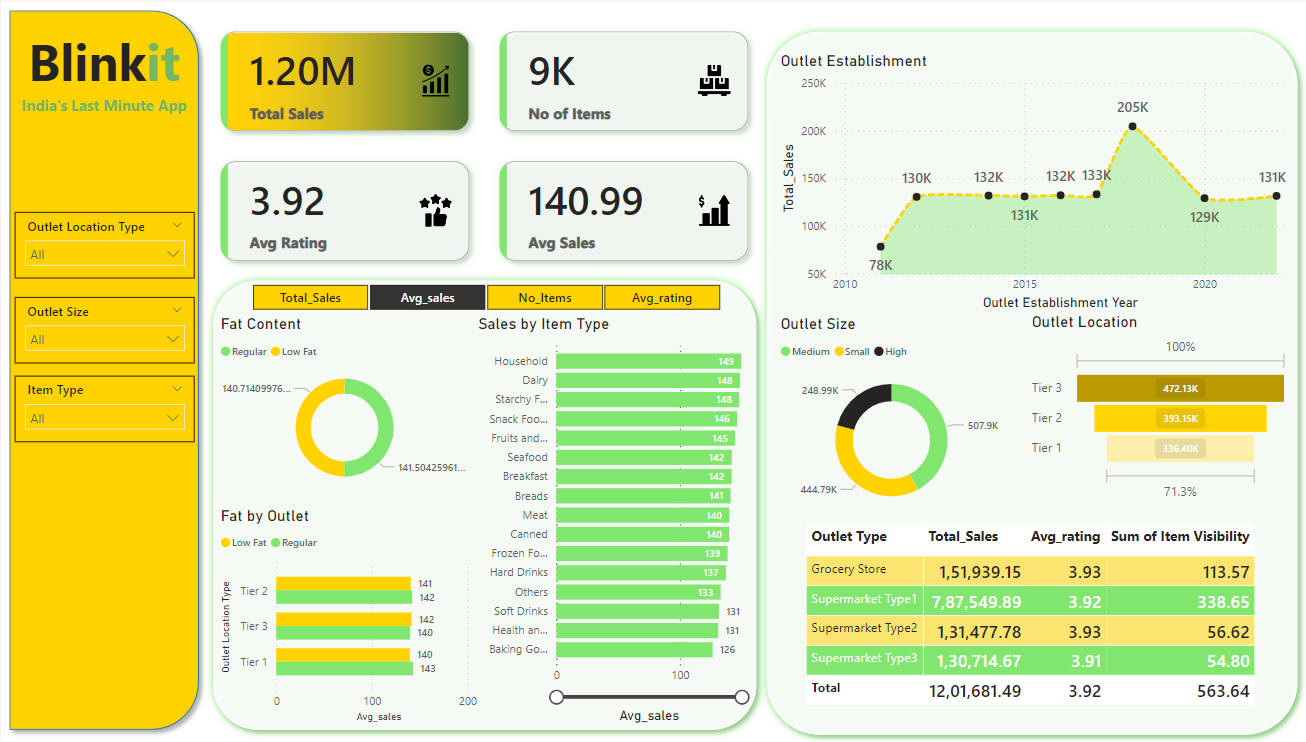 Blinkit
India's Last Minute App
Outlet Location Type
All
Outlet Size
All
Item Type
All
1.20M
Total Sales
9K
No of Items
3.92
Avg Rating
140.99
Avg Sales
Total_Sales
Avg_sales
No_Items
Avg_rating
Fat Content
Regular Low Fat
140.71409976...
141.50425961...
Fat by Outlet
Low Fat Regular
Outlet Location Type
Tier 2 141
142
Tier 3 142
140
Tier 1 140
143
0 100 200
Avg_sales
Sales by Item Type
Household 149
Dairy 148
Starchy F... 148
Snack Foo... 146
Fruits and... 145
Seafood 142
Breakfast 142
Breads 141
Meat 140
Canned 140
Frozen Fo... 139
Hard Drinks 137
Others 133
Soft Drinks 131
Health an... 131
Baking Go... 126
0 100
Avg_sales
Outlet Establishment
Total_Sales
250K
200K
150K
100K
50K
78K
130K
132K
131K
132K
133K
205K
129K
131K
2010 2015 2020
Outlet Establishment Year
Outlet Size
Medium Small High
248.99K
507.9K
444.79K
Outlet Location
100%
Tier 3 472.13K
Tier 2 393.15K
Tier 1 336.40K
71.3%
Outlet Type Total_Sales Avg_rating Sum of Item Visibility
Grocery Store 1,51,939.15 3.93 113.57
Supermarket Type1 7,87,549.89 3.92 338.65
Supermarket Type2 1,31,477.78 3.93 56.62
Supermarket Type3 1,30,714.67 3.91 54.80
Total 12,01,681.49 3.92 563.64